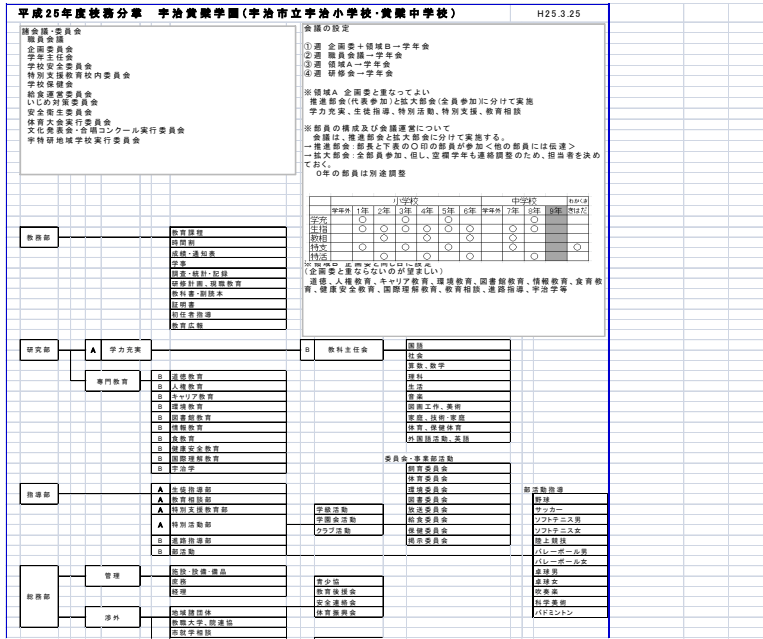 平成25年度校務分掌　宇治黄檗学園(宇治市立宇治小学校・黄檗中学校)
H25.3.25
諸会議・委員会
職員会議
企画委員会
学年主任会
学校安全委員会
特別支援教育校内委員会
学校保健会
給食運営委員会
いじめ対策委員会
安全衛生委員会
体育大会実行委員会
文化発表会・合唱コンクール実行委員会
宇特研地域学校実行委員会
会議の設定
①週　企画委＋領域B→学年会
②週　職員会議→学年会
③週　領域A→学年会
④週　研修会→学年会
※領域A　企画委と重なってよい
推進部会(代表参加)と拡大部会(全員参加)に分けて実施
学力充実、生徒指導、特別活動、特別支援、教育相談
※部員の構成及び会議運営について
会議は、推進部会と拡大部会に分けて実施する。
→推進部会：部長と下表の〇印の部員が参加＜他の部員には伝達＞
→拡大部会：全部員参加、但し、空欄学年も連絡調整のため、担当者を決め
ておく。
0年の部員は別途調整
小学校　中学校　わかくま
学年外　1年　2年　3年　4年　5年　6年　学年外　7年　8年　9年　きはだ
学充　○　○　○　○
生指　○　○　○　○　○　○　○　○
教相　○　○　○　○
特支　○　○　○　○　○
特活　○　○　○　○
※領域B　企画委と同じ日に設定
(企画委と重ならないのが望ましい)
道徳、人権教育、キャリア教育、環境教育、図書館教育、情報教育、食育教
育、健康安全教育、国際理解教育、教育相談、進路指導、宇治学等
教務部
教育課程
時間割
成績・通知表
学事
調査・統計・記録
研修計画、現職教育
教科書・副読本
証明書
初任者指導
教育広報
研究部
A　学力充実
B　教科主任会
国語
社会
算数、数学
理科
生活
音楽
図画工作、美術
家庭、技術・家庭
体育、保健体育
外国語活動、英語
専門教育
B　道徳教育
B　人権教育
B　キャリア教育
B　環境教育
B　図書館教育
B　情報教育
B　食教育
B　健康安全教育
B　国際理解教育
B　宇治学
委員会・事業部活動
飼育委員会
体育委員会
環境委員会
図書委員会
放送委員会
給食委員会
保健委員会
掲示委員会
指導部
A　生徒指導部
A　教育相談部
A　特別支援教育部
A　特別活動部
B　進路指導部
B　部活動
学級活動
学園会活動
クラブ活動
部活動指導
野球
サッカー
ソフトテニス男
ソフトテニス女
陸上競技
バレーボール男
バレーボール女
卓球男
卓球女
吹奏楽
科学美術
バドミントン
総務部
管理
施設・設備・備品
庶務
経理
渉外
地域諸団体
教職大学、院連協
市就学相談
青少協
教育後援会
安全連絡会
体育振興会